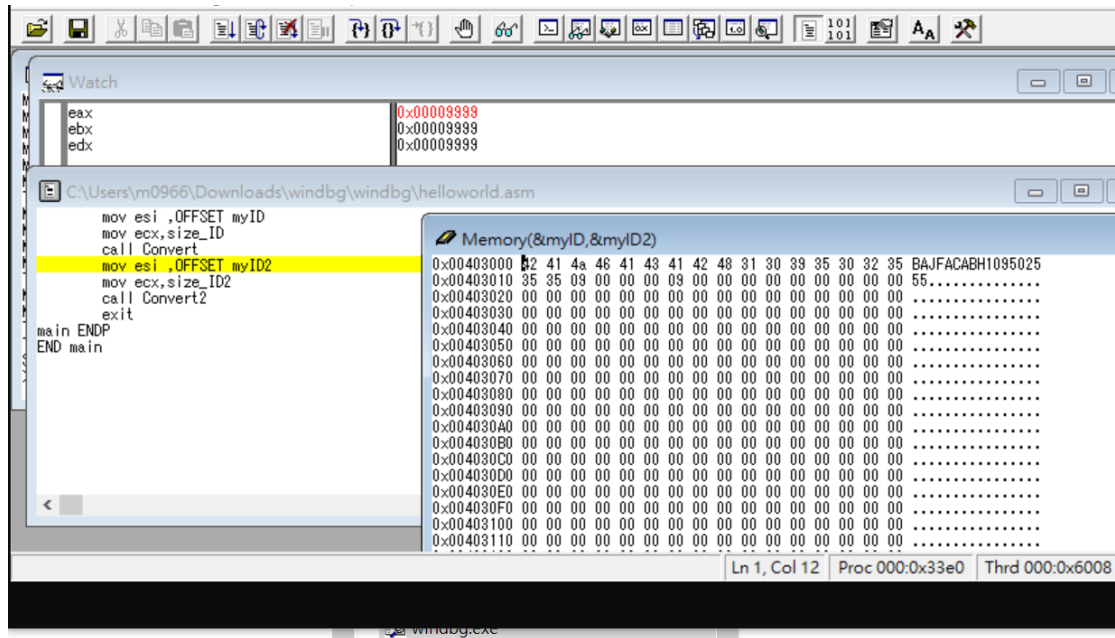 Watch
eax 0x00009999
ebx 0x00009999
edx 0x00009999
C:\Users\m0966\Downloads\windbg\windbg\helloworld.asm
mov esi ,OFFSET myID
mov ecx,size_ID
call Convert
mov esi ,OFFSET myID2
mov ecx,size_ID2
call Convert2
exit
main ENDP
END main
Memory(&myID,&myID2)
0x00403000 42 41 4a 46 41 43 41 42 48 31 30 39 35 30 32 35 BAJFACABH1095025
0x00403010 35 35 09 00 00 00 09 00 00 00 00 00 00 00 00 00 55..............
0x00403020 00 00 00 00 00 00 00 00 00 00 00 00 00 00 00 00 ................
0x00403030 00 00 00 00 00 00 00 00 00 00 00 00 00 00 00 00 ................
0x00403040 00 00 00 00 00 00 00 00 00 00 00 00 00 00 00 00 ................
0x00403050 00 00 00 00 00 00 00 00 00 00 00 00 00 00 00 00 ................
0x00403060 00 00 00 00 00 00 00 00 00 00 00 00 00 00 00 00 ................
0x00403070 00 00 00 00 00 00 00 00 00 00 00 00 00 00 00 00 ................
0x00403080 00 00 00 00 00 00 00 00 00 00 00 00 00 00 00 00 ................
0x00403090 00 00 00 00 00 00 00 00 00 00 00 00 00 00 00 00 ................
0x004030A0 00 00 00 00 00 00 00 00 00 00 00 00 00 00 00 00 ................
0x004030B0 00 00 00 00 00 00 00 00 00 00 00 00 00 00 00 00 ................
0x004030C0 00 00 00 00 00 00 00 00 00 00 00 00 00 00 00 00 ................
0x004030D0 00 00 00 00 00 00 00 00 00 00 00 00 00 00 00 00 ................
0x004030E0 00 00 00 00 00 00 00 00 00 00 00 00 00 00 00 00 ................
0x004030F0 00 00 00 00 00 00 00 00 00 00 00 00 00 00 00 00 ................
0x00403100 00 00 00 00 00 00 00 00 00 00 00 00 00 00 00 00 ................
0x00403110 00 00 00 00 00 00 00 00 00 00 00 00 00 00 00 00 ................
Ln 1, Col 12 Proc 000:0x33e0 Thrd 000:0x6008
windbg.exe